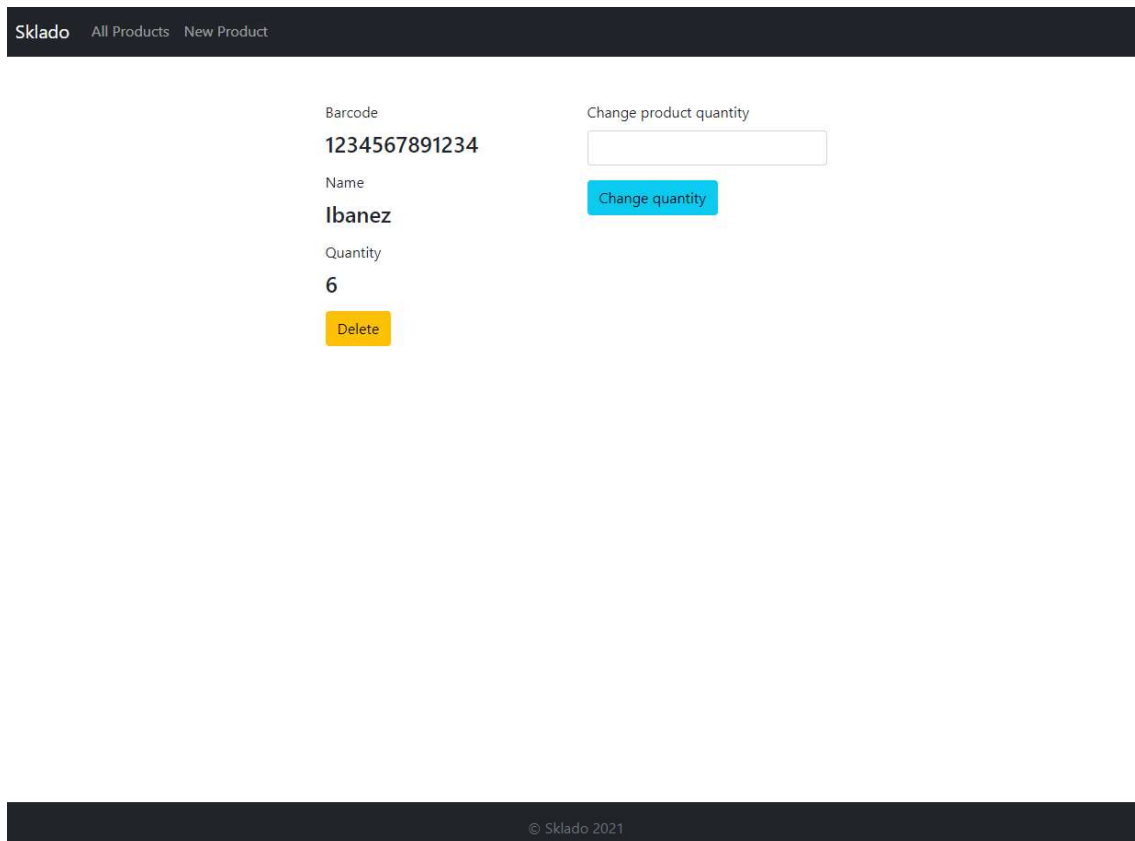 Sklado All Products New Product
Barcode
1234567891234
Name
Ibanez
Quantity
6
Delete
Change product quantity
Change quantity
© Sklado 2021